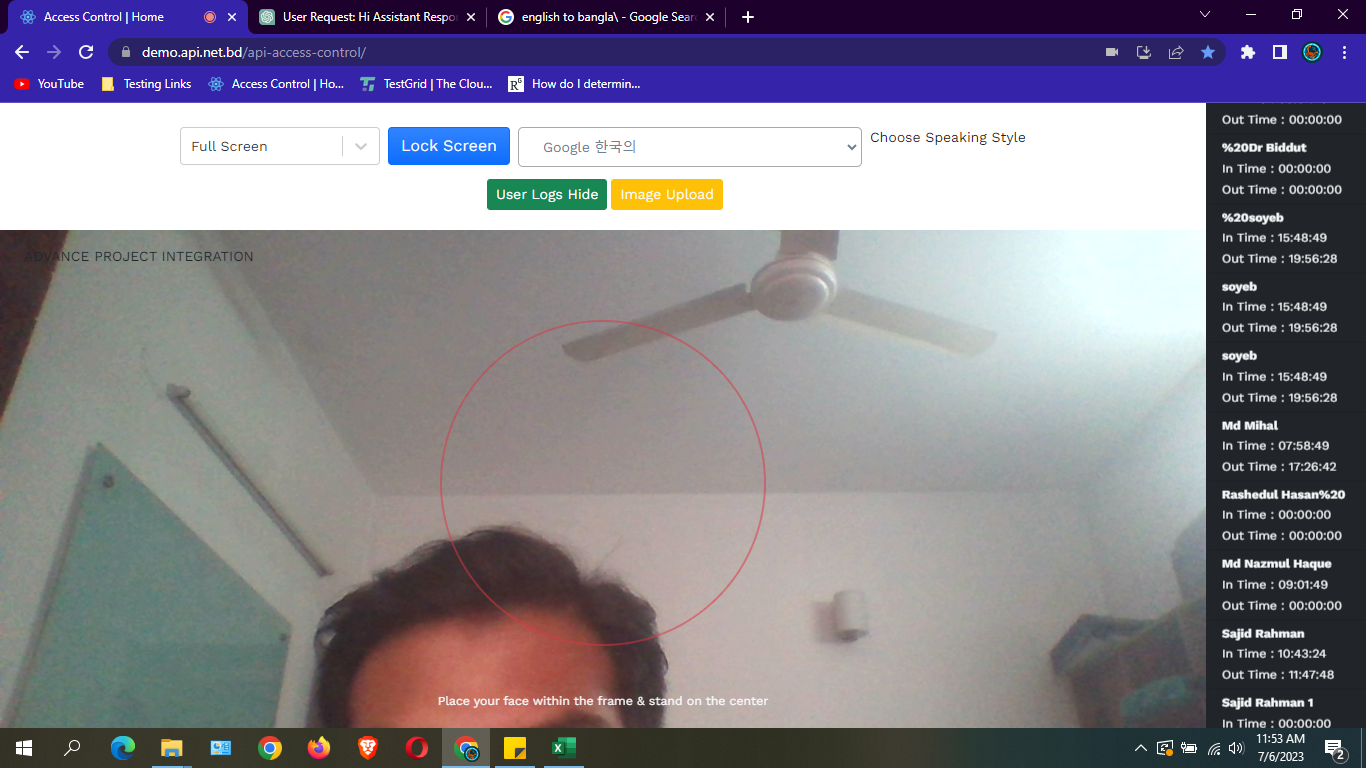 Access Control | Home
User Request: Hi Assistant Respo
english to bangla\ - Google Sear
demo.api.net.bd/api-access-control/
YouTube
Testing Links
Access Control | Ho...
TestGrid | The Clou...
RG
How do I determin...
Full Screen
Lock Screen
Google 한국의
Choose Speaking Style
User Logs Hide
Image Upload
ADVANCE PROJECT INTEGRATION
Place your face within the frame & stand on the center
Out Time : 00:00:00
%20Dr Biddut
In Time : 00:00:00
Out Time : 00:00:00
%20soyeb
In Time : 15:48:49
Out Time : 19:56:28
soyeb
In Time : 15:48:49
Out Time : 19:56:28
soyeb
In Time : 15:48:49
Out Time : 19:56:28
Md Mihal
In Time : 07:58:49
Out Time : 17:26:42
Rashedul Hasan%20
In Time : 00:00:00
Out Time : 00:00:00
Md Nazmul Haque
In Time : 09:01:49
Out Time : 00:00:00
Sajid Rahman
In Time : 10:43:24
Out Time : 11:47:48
Sajid Rahman 1
In Time : 00:00:00
11:53 AM
7/6/2023
2